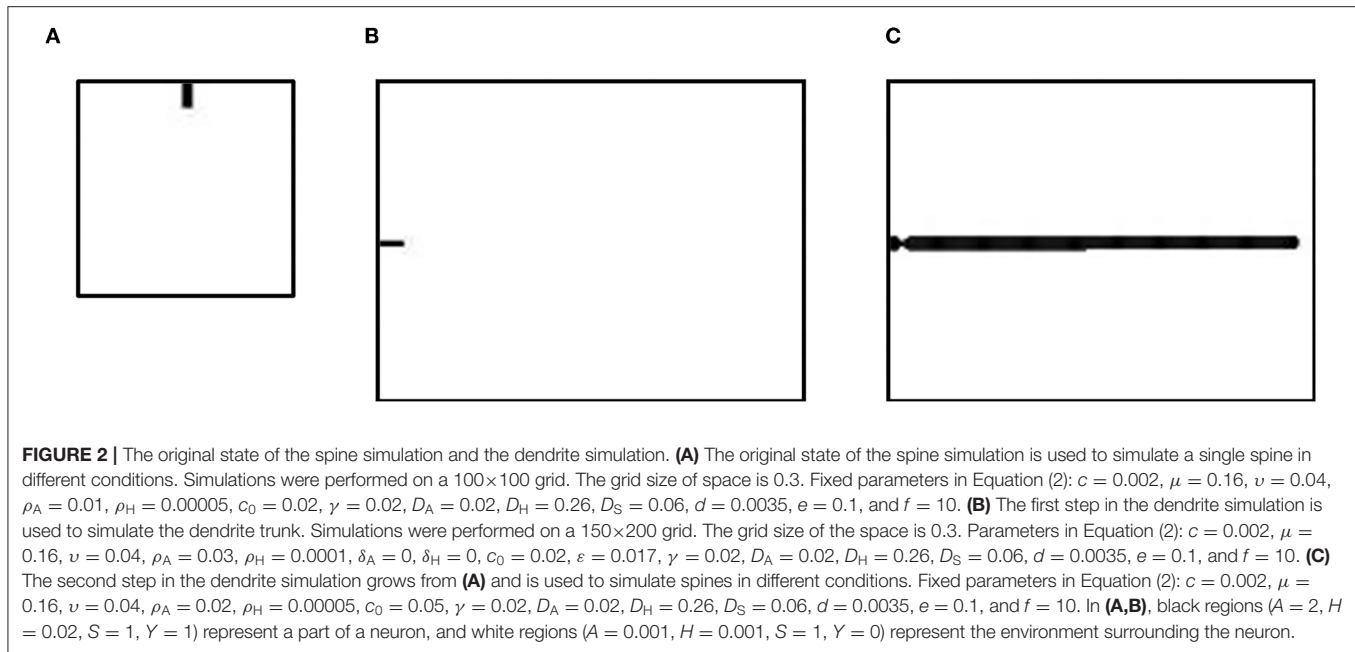 A
B
C
FIGURE 2 | The original state of the spine simulation and the dendrite simulation. (A) The original state of the spine simulation is used to simulate a single spine in
different conditions. Simulations were performed on a 100×100 grid. The grid size of space is 0.3. Fixed parameters in Equation (2): c = 0.002, μ = 0.16, υ = 0.04,
ρA = 0.01, ρH = 0.00005, c0 = 0.02, γ = 0.02, DA = 0.02, DH = 0.26, DS = 0.06, d = 0.0035, e = 0.1, and f = 10. (B) The first step in the dendrite simulation is
used to simulate the dendrite trunk. Simulations were performed on a 150×200 grid. The grid size of the space is 0.3. Parameters in Equation (2): c = 0.002, μ =
0.16, υ = 0.04, ρA = 0.03, ρH = 0.0001, δA = 0, δH = 0, c0 = 0.02, ε = 0.017, γ = 0.02, DA = 0.02, DH = 0.26, DS = 0.06, d = 0.0035, e = 0.1, and f = 10. (C)
The second step in the dendrite simulation grows from (A) and is used to simulate spines in different conditions. Fixed parameters in Equation (2): c = 0.002, μ =
0.16, υ = 0.04, ρA = 0.02, ρH = 0.00005, c0 = 0.05, γ = 0.02, DA = 0.02, DH = 0.26, DS = 0.06, d = 0.0035, e = 0.1, and f = 10. In (A,B), black regions (A = 2, H
= 0.02, S = 1, Y = 1) represent a part of a neuron, and white regions (A = 0.001, H = 0.001, S = 1, Y = 0) represent the environment surrounding the neuron.